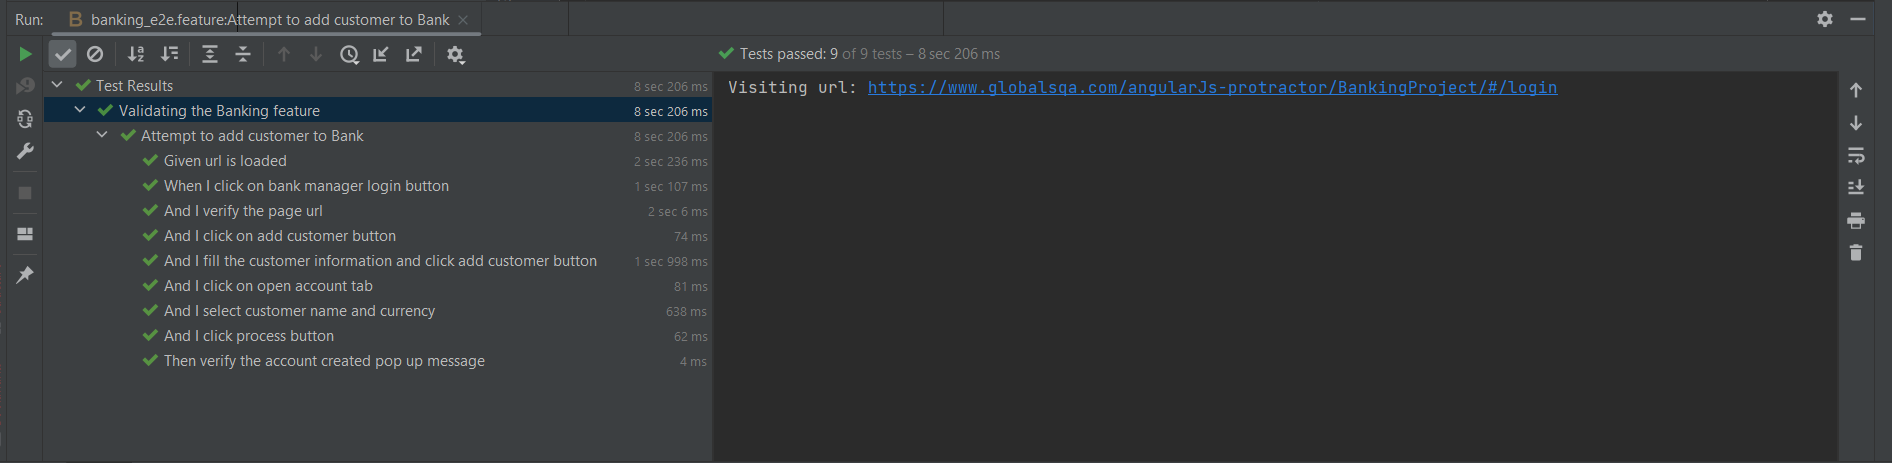 Run: banking_e2e.feature:Attempt to add customer to Bank
Tests passed: 9 of 9 tests – 8 sec 206 ms
Test Results 8 sec 206 ms
Validating the Banking feature 8 sec 206 ms
Attempt to add customer to Bank 8 sec 206 ms
Given url is loaded 2 sec 236 ms
When I click on bank manager login button 1 sec 107 ms
And I verify the page url 2 sec 6 ms
And I click on add customer button 74 ms
And I fill the customer information and click add customer button 1 sec 998 ms
And I click on open account tab 81 ms
And I select customer name and currency 638 ms
And I click process button 62 ms
Then verify the account created pop up message 4 ms
Visiting url: https://www.globalsqa.com/angularJs-protractor/BankingProject/#/login